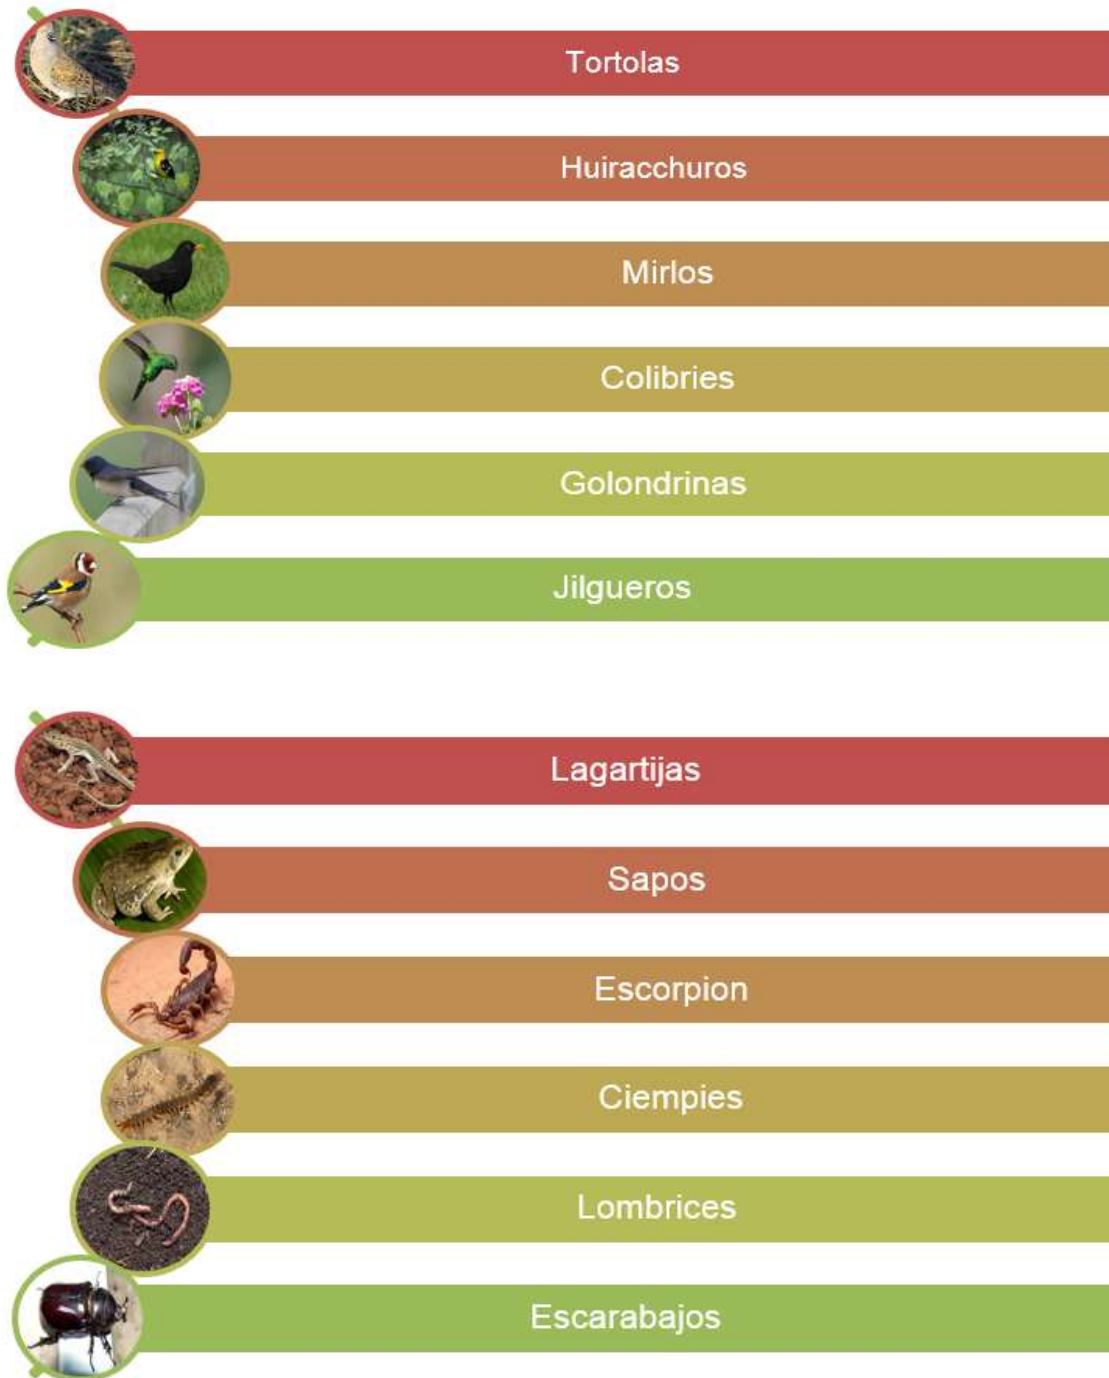 Tortolas
Huiracchuros
Mirlos
Colibries
Golondrinas
Jilgueros
Lagartijas
Sapos
Escorpion
Ciempies
Lombrices
Escarabajos